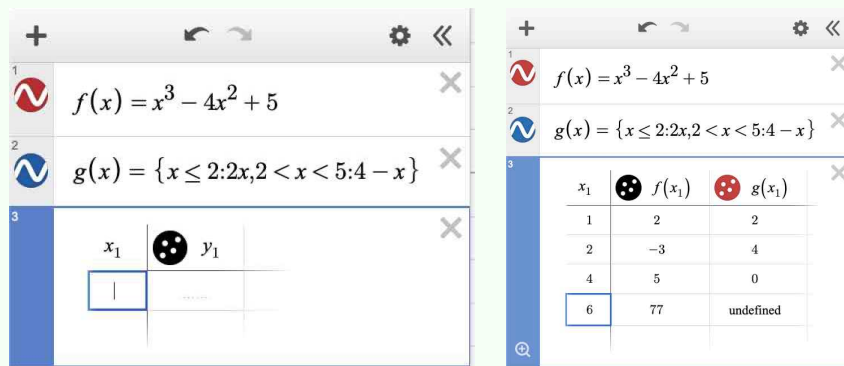 1
f(x) = x³ − 4x² + 5
2
g(x) = {x ≤ 2:2x,2 < x < 5:4 − x}
3
x₁ y₁
1
f(x) = x³ − 4x² + 5
2
g(x) = {x ≤ 2:2x,2 < x < 5:4 − x}
3
x₁ f(x₁) g(x₁)
1 2 2
2 −3 4
4 5 0
6 77 undefined